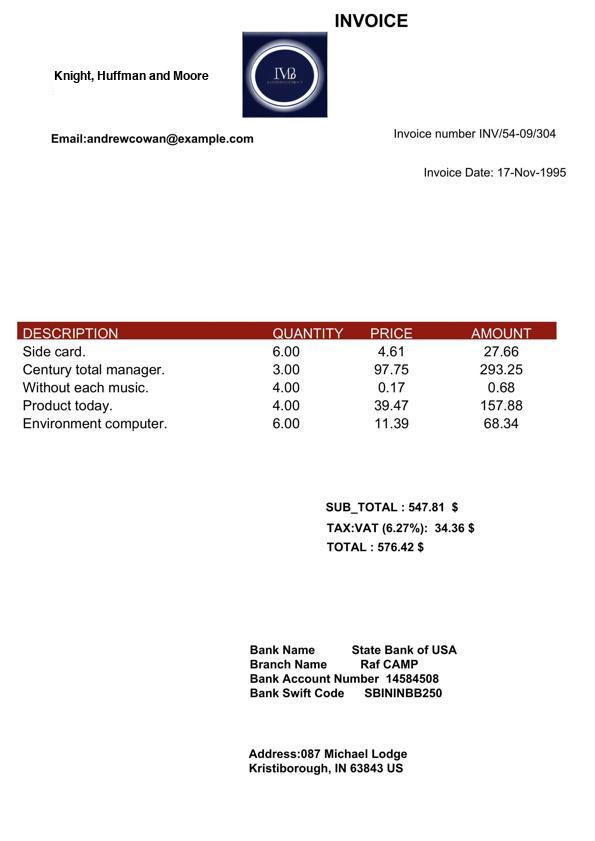 INVOICE
Knight, Huffman and Moore
Email:andrewcowan@example.com
Invoice number INV/54-09/304
Invoice Date: 17-Nov-1995
DESCRIPTION QUANTITY PRICE AMOUNT
Side card. 6.00 4.61 27.66
Century total manager. 3.00 97.75 293.25
Without each music. 4.00 0.17 0.68
Product today. 4.00 39.47 157.88
Environment computer. 6.00 11.39 68.34
SUB_TOTAL : 547.81 $
TAX:VAT (6.27%): 34.36 $
TOTAL : 576.42 $
Bank Name State Bank of USA
Branch Name Raf CAMP
Bank Account Number 14584508
Bank Swift Code SBININBB250
Address:087 Michael Lodge
Kristiborough, IN 63843 US